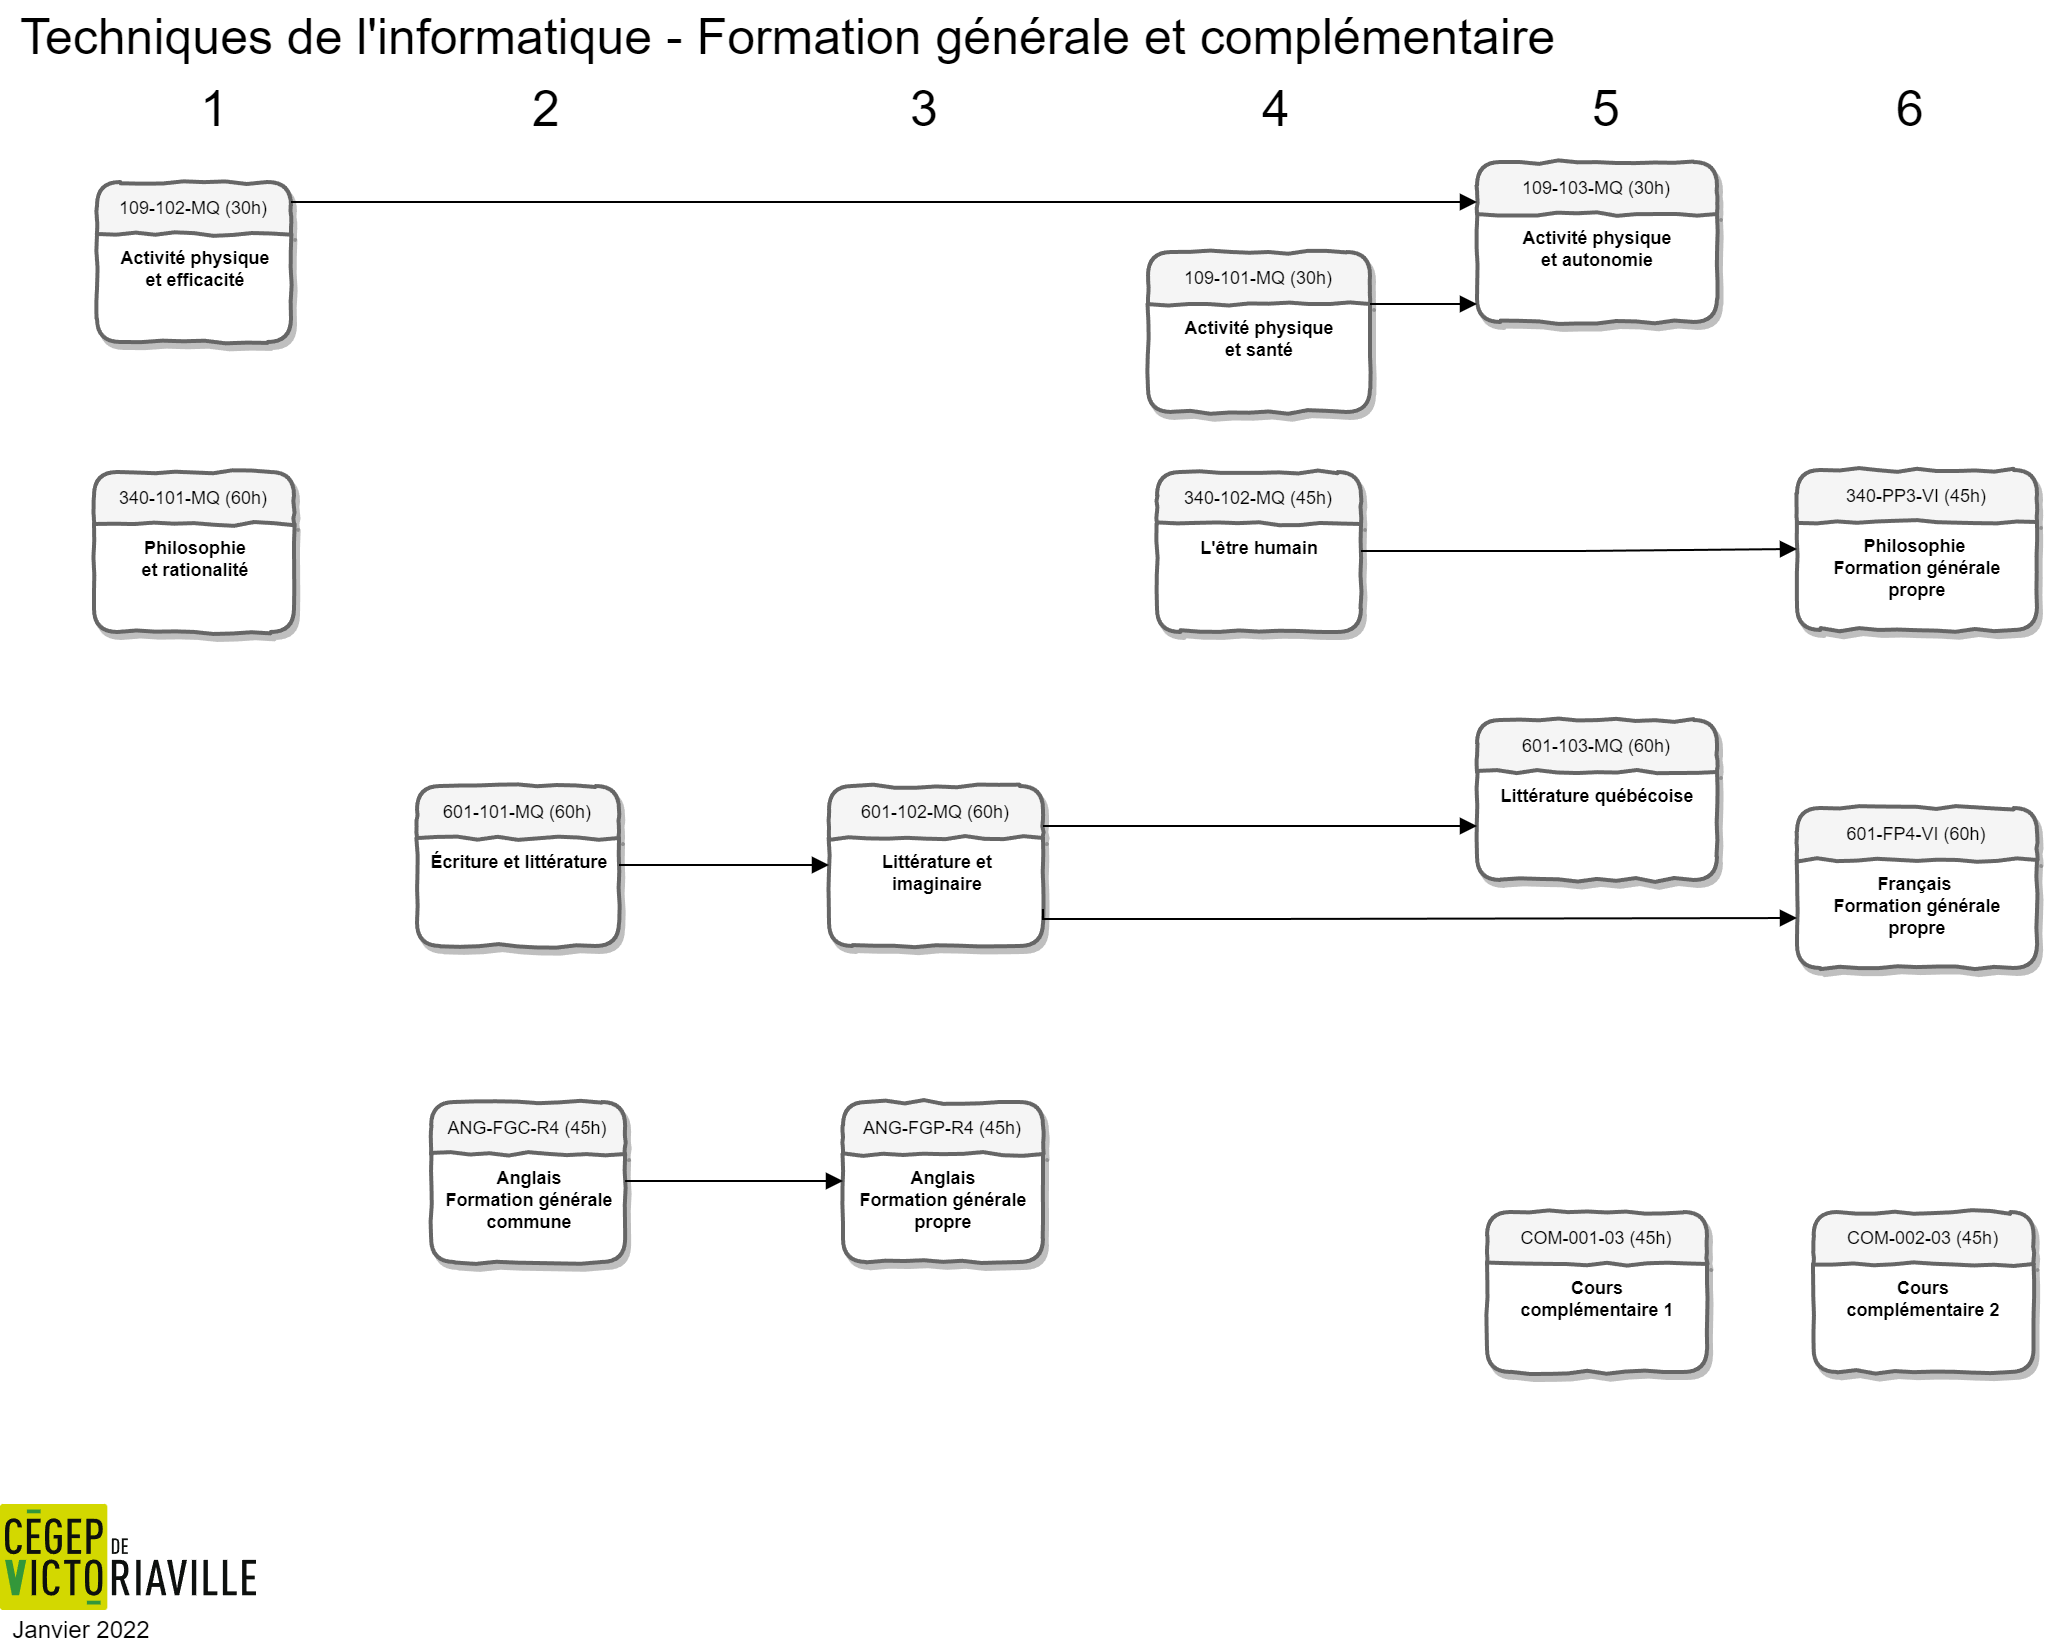 Techniques de l'informatique - Formation générale et complémentaire
1 2 3 4 5 6
109-102-MQ (30h)
Activité physique
et efficacité
109-101-MQ (30h)
Activité physique
et santé
109-103-MQ (30h)
Activité physique
et autonomie
340-101-MQ (60h)
Philosophie
et rationalité
340-102-MQ (45h)
L'être humain
340-PP3-VI (45h)
Philosophie
Formation générale
propre
601-101-MQ (60h)
Écriture et littérature
601-102-MQ (60h)
Littérature et
imaginaire
601-103-MQ (60h)
Littérature québécoise
601-FP4-VI (60h)
Français
Formation générale
propre
ANG-FGC-R4 (45h)
Anglais
Formation générale
commune
ANG-FGP-R4 (45h)
Anglais
Formation générale
propre
COM-001-03 (45h)
Cours
complémentaire 1
COM-002-03 (45h)
Cours
complémentaire 2
CÉGEP DE
VICTORIAVILLE
Janvier 2022